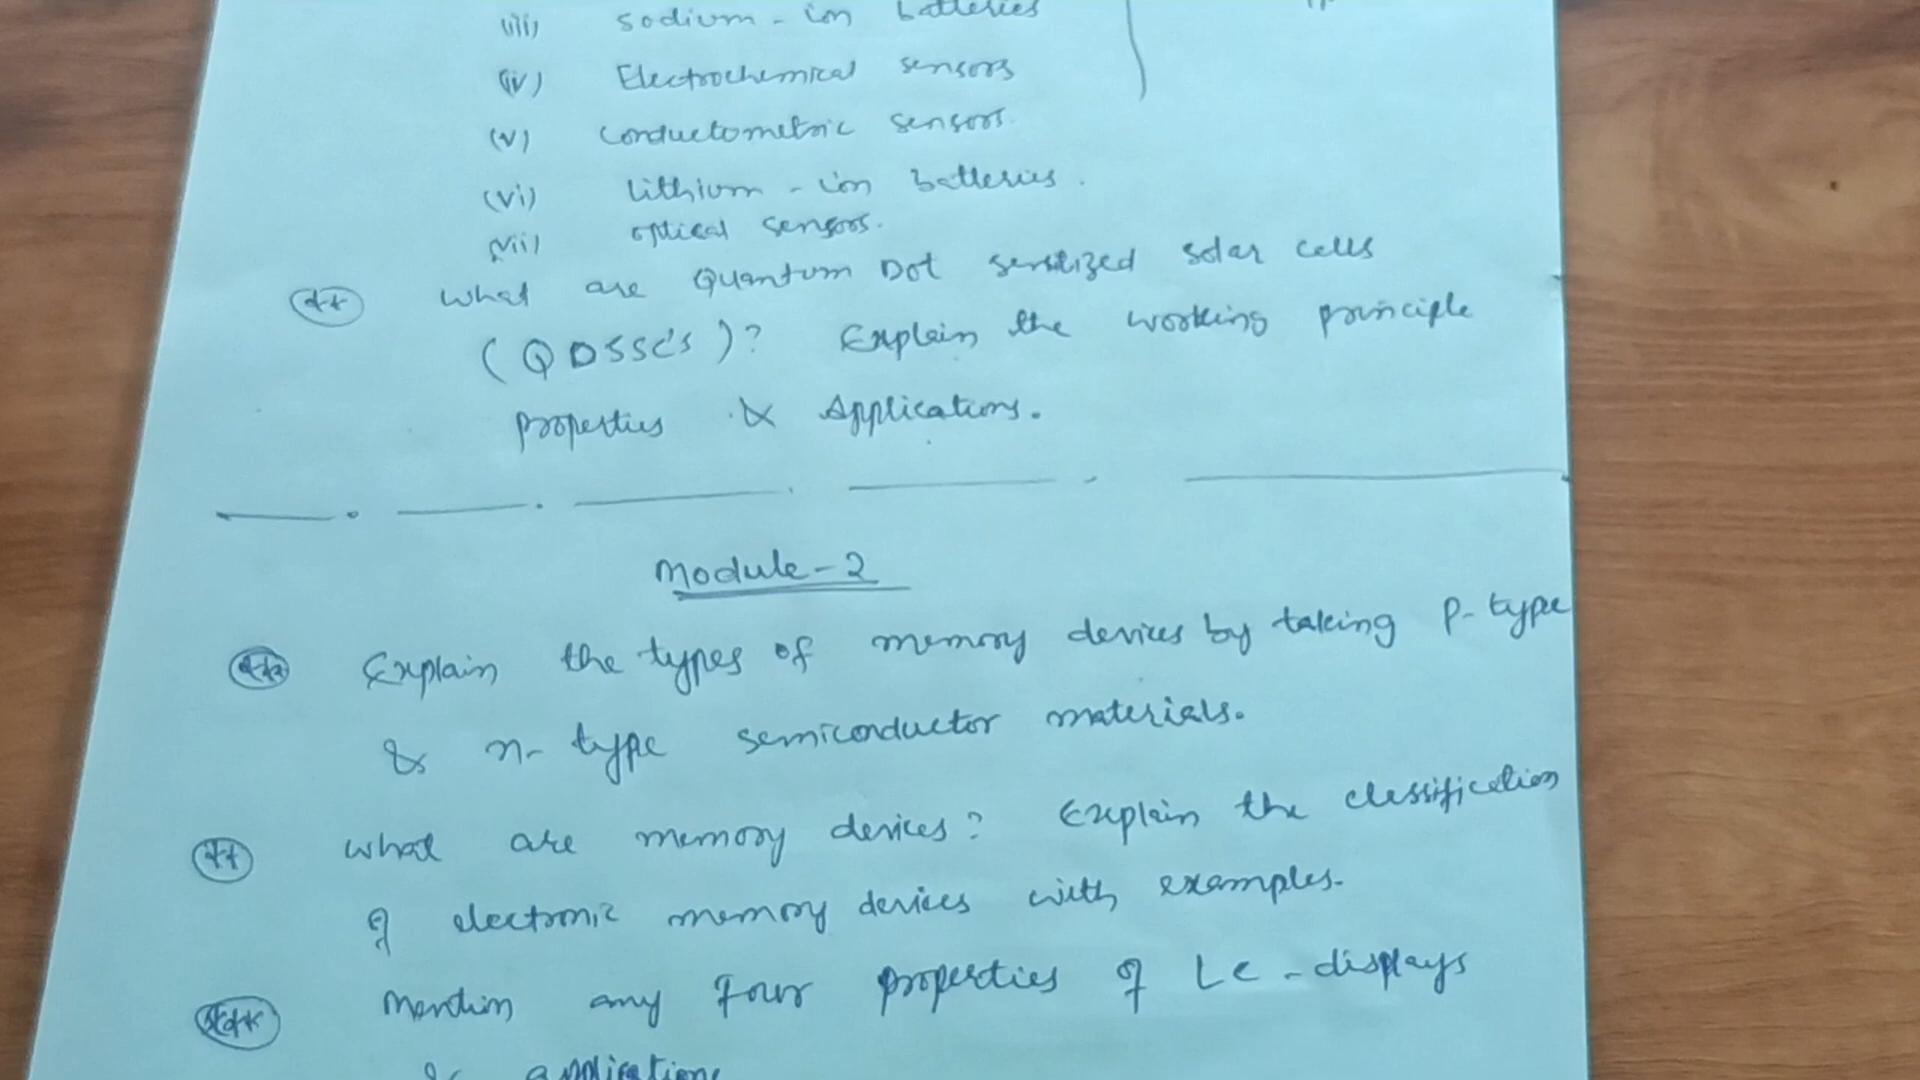 (iii) sodium-ion batteries
(iv) Electrochemical sensors
(v) conductometric sensors.
(vi) lithium-ion batteries.
(vii) optical sensors.
** What are Quantum Dot sensitized solar cells
(QDSSC's)? Explain the working principle
properties & Applications.
Module-2
*** Explain the types of memory devices by taking P-type
& n-type semiconductor materials.
** What are memory devices? Explain the classification
of electronic memory devices with examples.
*** Mention any four properties of LC-displays
& applications